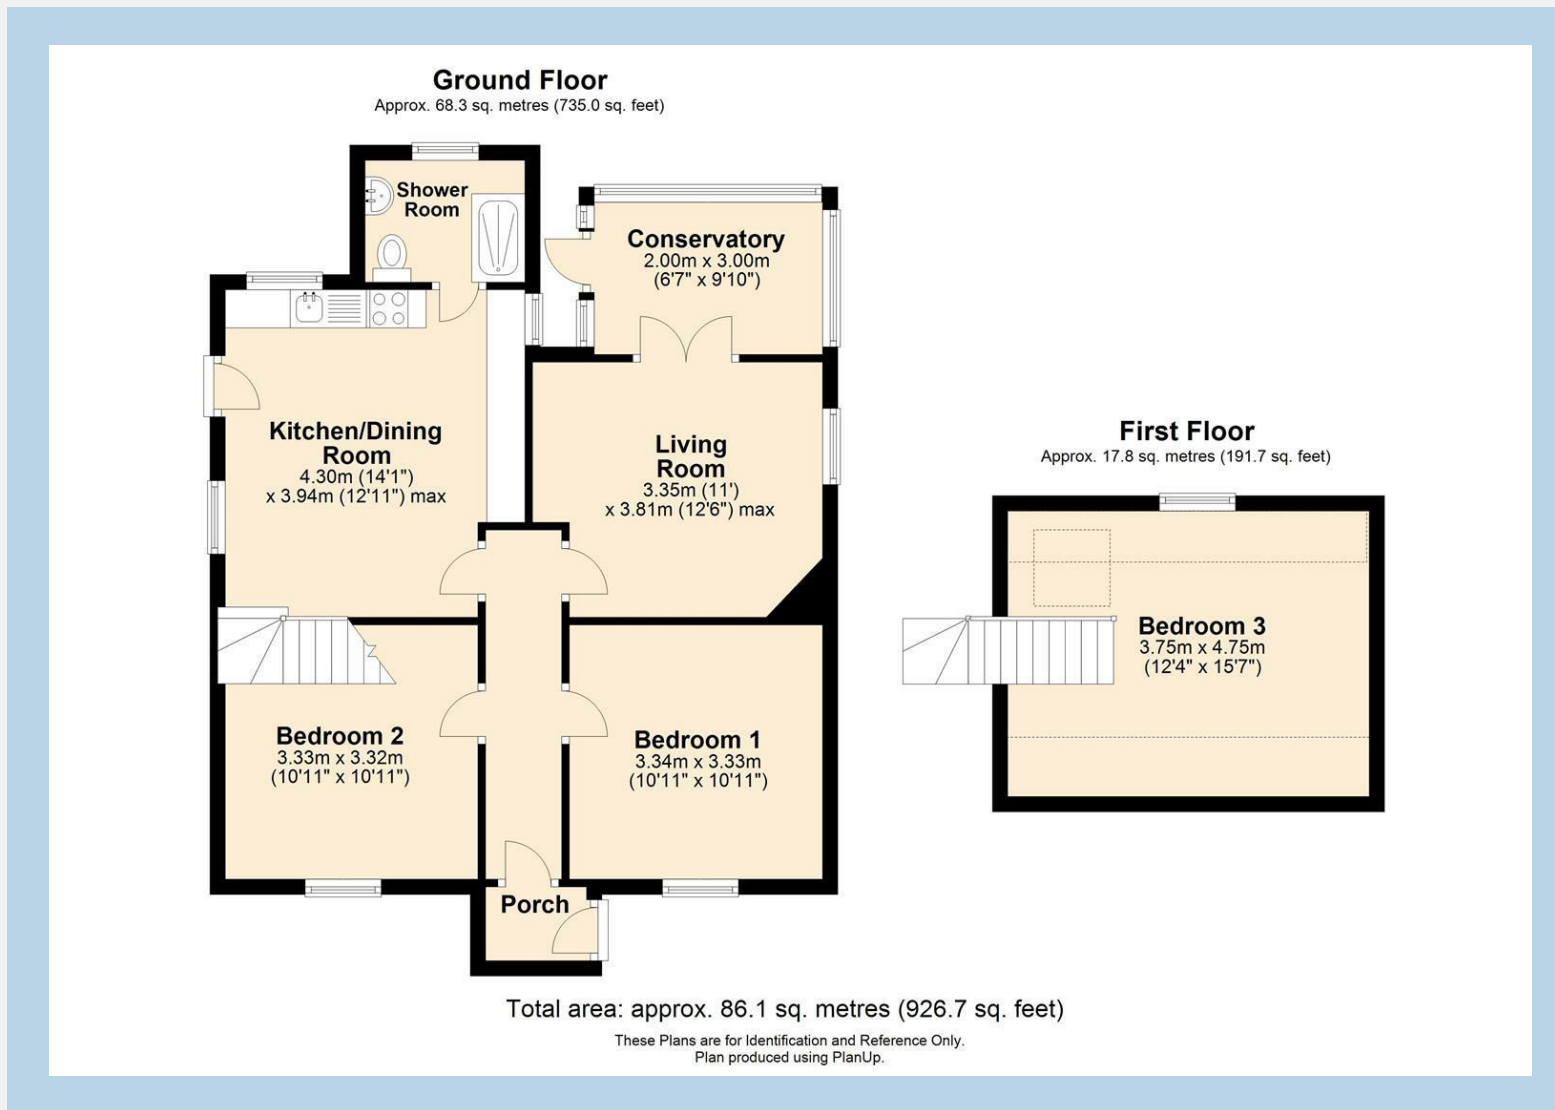 Ground Floor
Approx. 68.3 sq. metres (735.0 sq. feet)
Shower
Room
Conservatory
2.00m x 3.00m
(6'7" x 9'10")
Kitchen/Dining
Room
4.30m (14'1")
x 3.94m (12'11") max
Living
Room
3.35m (11')
x 3.81m (12'6") max
Bedroom 2
3.33m x 3.32m
(10'11" x 10'11")
Bedroom 1
3.34m x 3.33m
(10'11" x 10'11")
Porch
First Floor
Approx. 17.8 sq. metres (191.7 sq. feet)
Bedroom 3
3.75m x 4.75m
(12'4" x 15'7")
Total area: approx. 86.1 sq. metres (926.7 sq. feet)
These Plans are for Identification and Reference Only.
Plan produced using PlanUp.